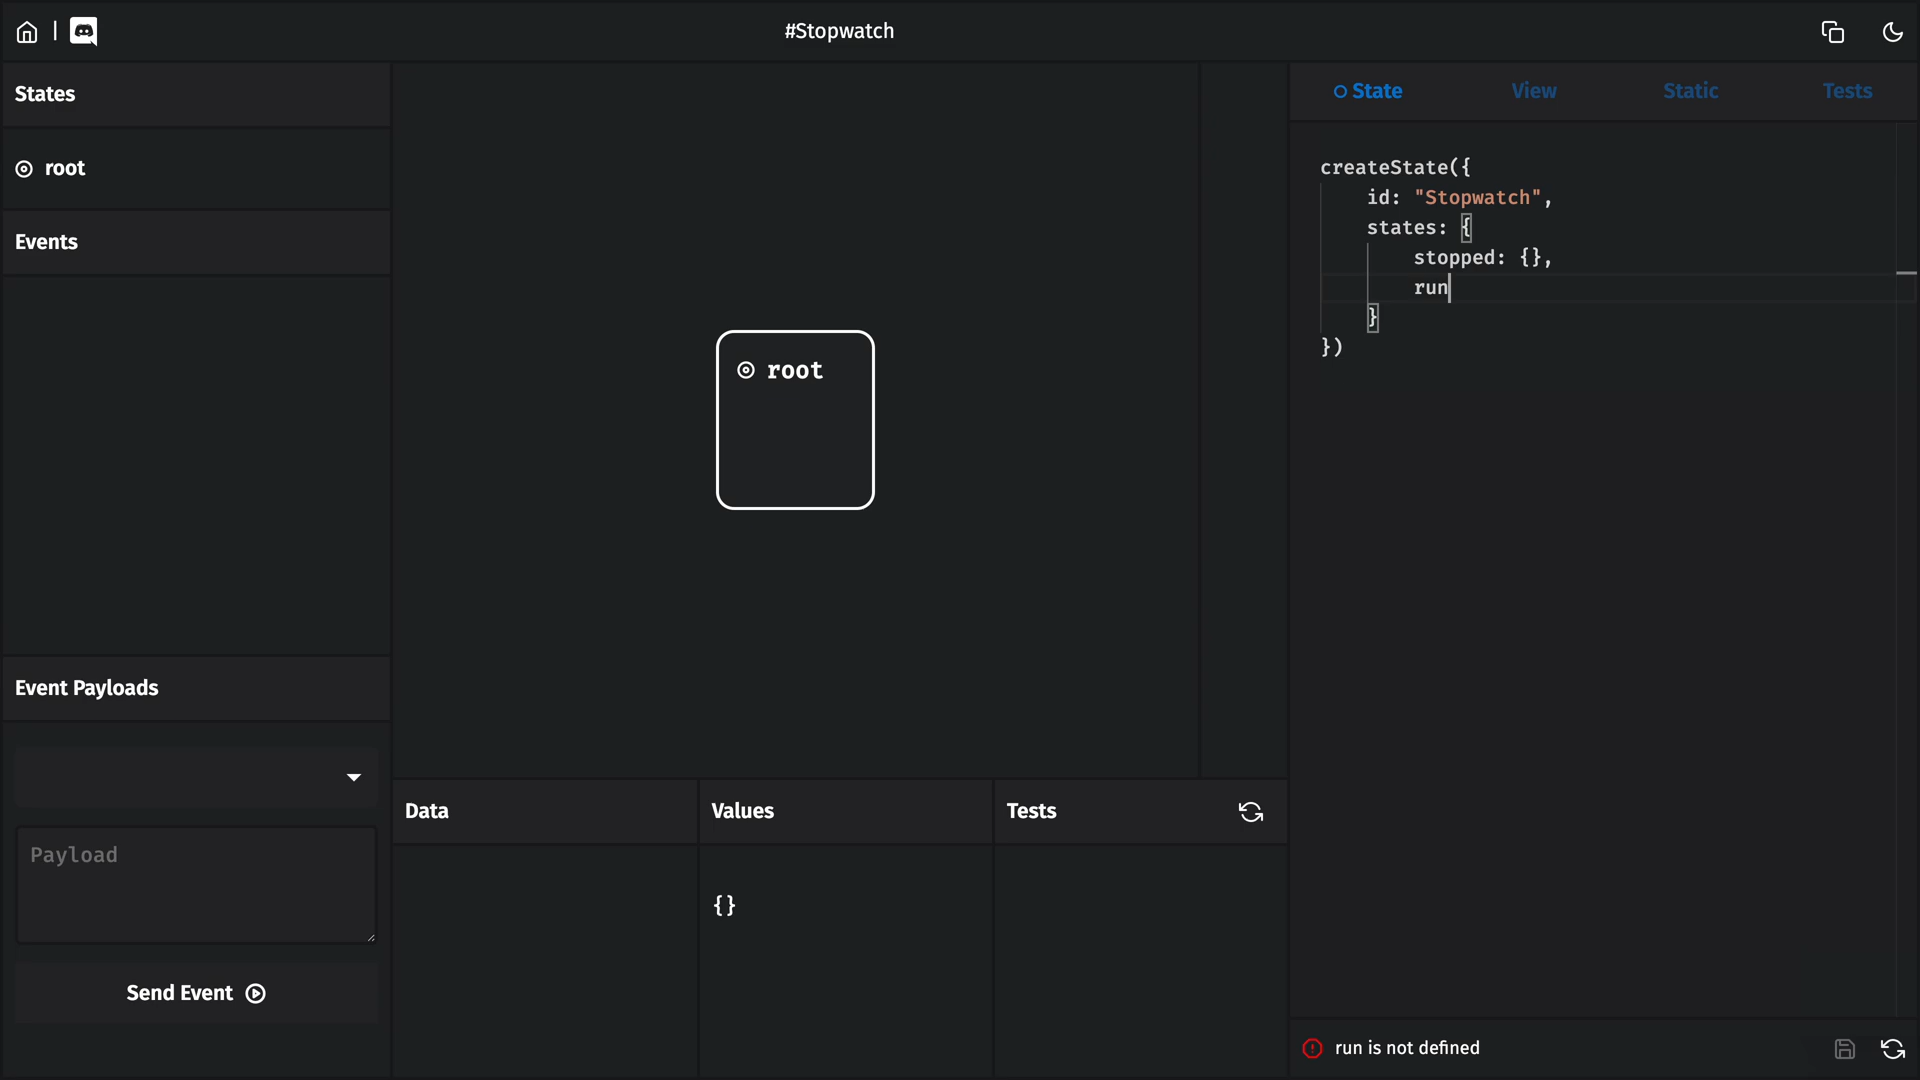 #Stopwatch
States
root
Events
Event Payloads
Payload
Send Event
root
Data
Values
Tests
{}
State
View
Static
Tests
createState({
    id: "Stopwatch",
    states: {
        stopped: {},
        run
    }
})
run is not defined